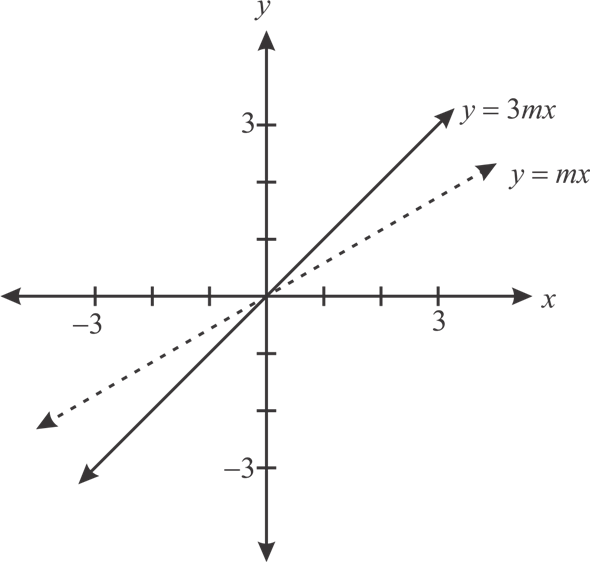 y
3
y = 3mx
y = mx
x
−3
3
−3